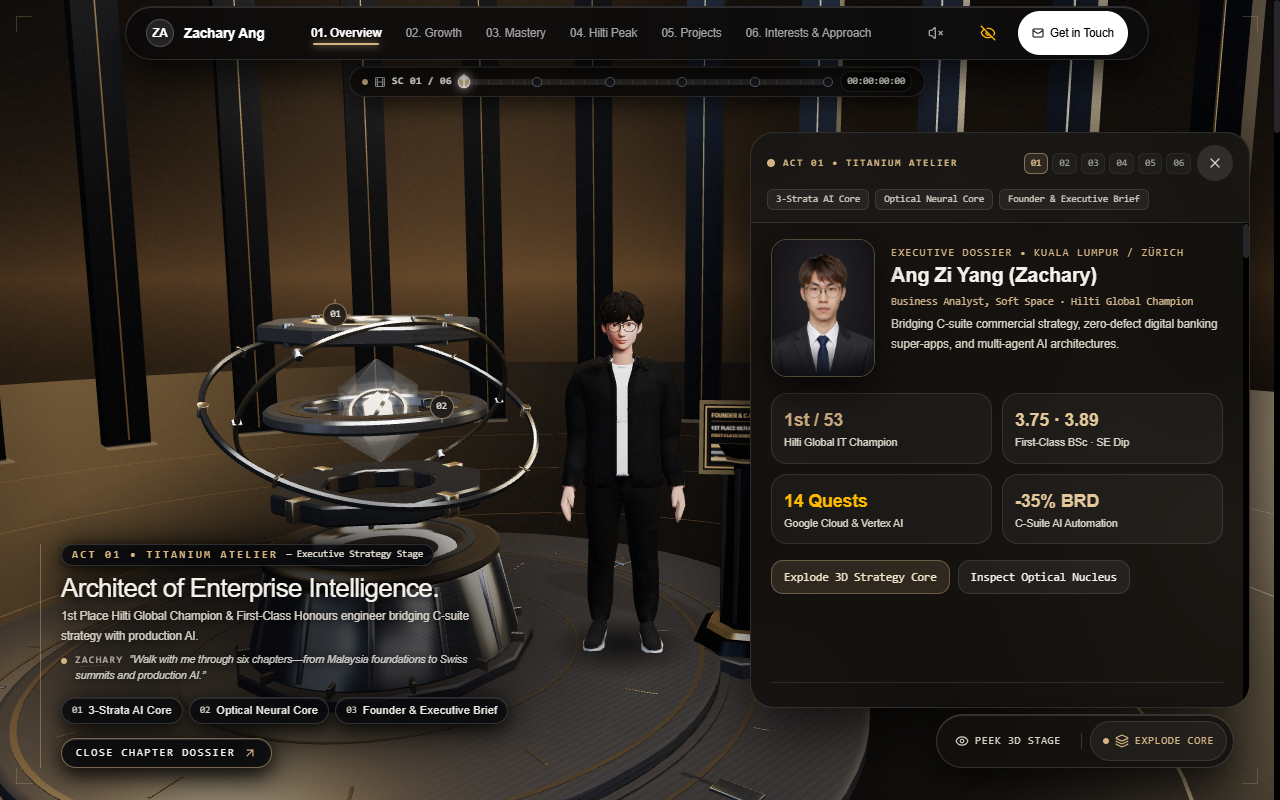 ZA Zachary Ang 01. Overview 02. Growth 03. Mastery 04. Hilti Peak 05. Projects 06. Interests & Approach Get in Touch
SC 01 / 06 00:00:00:00
ACT 01 • TITANIUM ATELIER 01 02 03 04 05 06
3-Strata AI Core Optical Neural Core Founder & Executive Brief
EXECUTIVE DOSSIER • KUALA LUMPUR / ZÜRICH
Ang Zi Yang (Zachary)
Business Analyst, Soft Space · Hilti Global Champion
Bridging C-suite commercial strategy, zero-defect digital banking
super-apps, and multi-agent AI architectures.
1st / 53
Hilti Global IT Champion
3.75 · 3.89
First-Class BSc · SE Dip
14 Quests
Google Cloud & Vertex AI
-35% BRD
C-Suite AI Automation
Explode 3D Strategy Core Inspect Optical Nucleus
01
02
FOUNDER & C-
1ST PLACE HILTI
ACT 01 • TITANIUM ATELIER — Executive Strategy Stage
Architect of Enterprise Intelligence.
1st Place Hilti Global Champion & First-Class Honours engineer bridging C-suite
strategy with production AI.
ZACHARY "Walk with me through six chapters—from Malaysia foundations to Swiss
summits and production AI."
01 3-Strata AI Core 02 Optical Neural Core 03 Founder & Executive Brief
CLOSE CHAPTER DOSSIER
PEEK 3D STAGE EXPLODE CORE